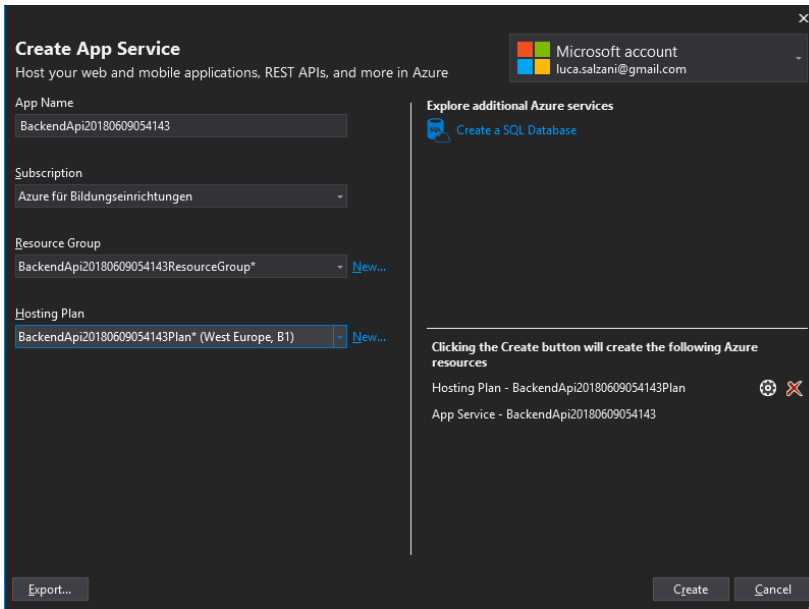 Create App Service
Host your web and mobile applications, REST APIs, and more in Azure
Microsoft account
luca.salzani@gmail.com
App Name
BackendApi20180609054143
Subscription
Azure für Bildungseinrichtungen
Resource Group
BackendApi20180609054143ResourceGroup*
New...
Hosting Plan
BackendApi20180609054143Plan* (West Europe, B1)
New...
Explore additional Azure services
SQL
Create a SQL Database
Clicking the Create button will create the following Azure
resources
Hosting Plan - BackendApi20180609054143Plan
App Service - BackendApi20180609054143
Export...
Create
Cancel